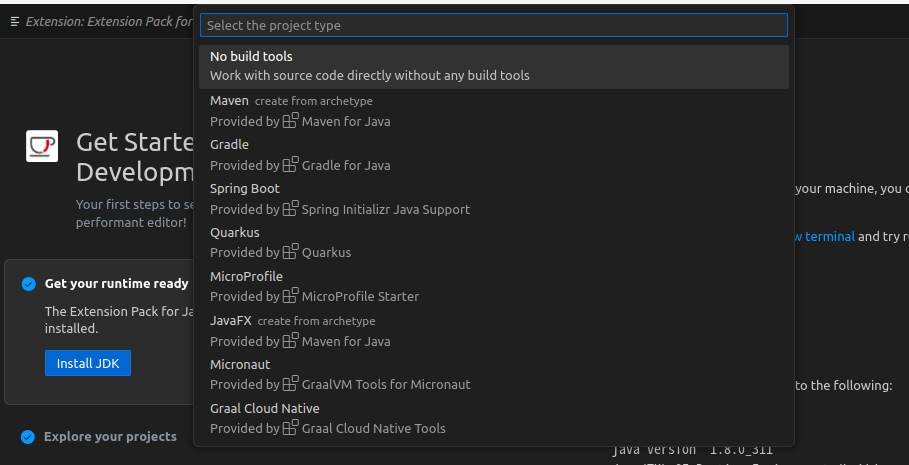 Extension: Extension Pack for
Select the project type
No build tools
Work with source code directly without any build tools
Maven create from archetype
Provided by Maven for Java
Gradle
Provided by Gradle for Java
Spring Boot
Provided by Spring Initializr Java Support
Quarkus
Provided by Quarkus
MicroProfile
Provided by MicroProfile Starter
JavaFX create from archetype
Provided by Maven for Java
Micronaut
Provided by GraalVM Tools for Micronaut
Graal Cloud Native
Provided by Graal Cloud Native Tools
Get Starte
Developm
Your first steps to se
performant editor!
Get your runtime ready
The Extension Pack for Ja
installed.
Install JDK
Explore your projects
your machine, you
w terminal and try r
to the following:
java version "1.8.0_311"